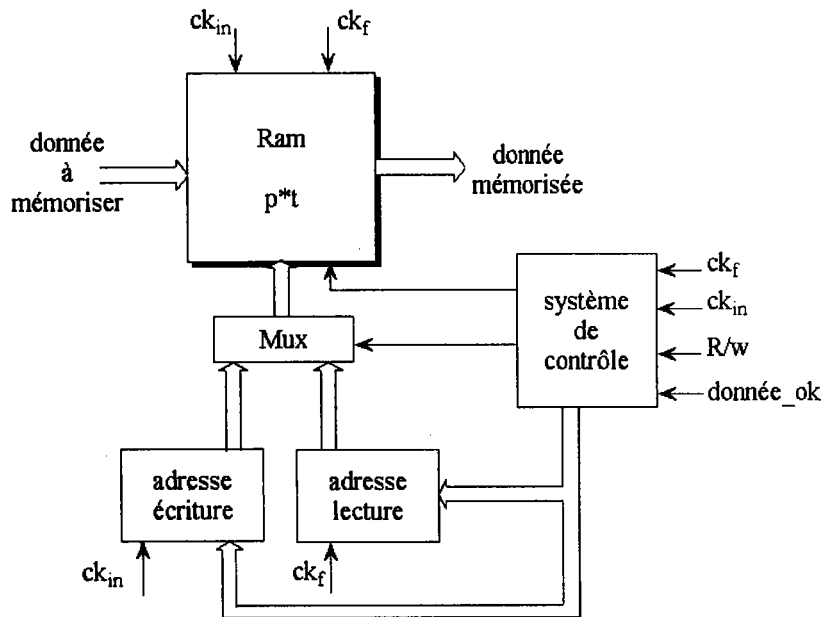 ck_in
ck_f
Ram
p*t
donnée
à
mémoriser
donnée
mémorisée
système
de
contrôle
ck_f
ck_in
R/w
donnée_ok
Mux
adresse
écriture
adresse
lecture
ck_in
ck_f